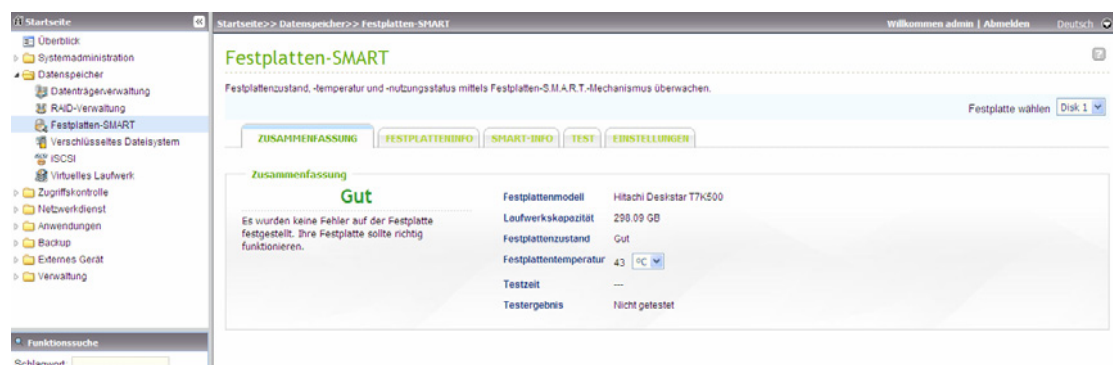 Startseite
Startseite>> Datenspeicher>> Festplatten-SMART
Willkommen admin | Abmelden
Deutsch
Überblick
Systemadministration
Datenspeicher
Datenträgerverwaltung
RAID-Verwaltung
Festplatten-SMART
Verschlüsseltes Dateisystem
iSCSI
Virtuelles Laufwerk
Zugriffskontrolle
Netzwerkdienst
Anwendungen
Backup
Externes Gerät
Verwaltung
Funktionssuche
Schlagwort
Festplatten-SMART
Festplattenzustand, -temperatur und -nutzungsstatus mittels Festplatten-S.M.A.R.T.-Mechanismus überwachen.
Festplatte wählen Disk 1
ZUSAMMENFASSUNG FESTPLATTENINFO SMART-INFO TEST EINSTELLUNGEN
Zusammenfassung
Gut
Es wurden keine Fehler auf der Festplatte
festgestellt. Ihre Festplatte sollte richtig
funktionieren.
Festplattenmodell Hitachi Deskstar T7K500
Laufwerkskapazität 298.09 GB
Festplattenzustand Gut
Festplattentemperatur 43 °C
Testzeit ---
Testergebnis Nicht getestet